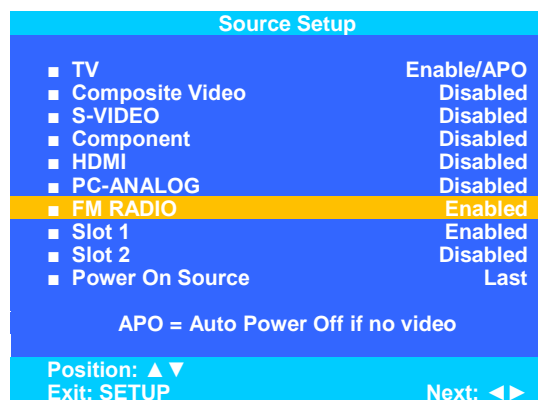 Source Setup
■ TV Enable/APO
■ Composite Video Disabled
■ S-VIDEO Disabled
■ Component Disabled
■ HDMI Disabled
■ PC-ANALOG Disabled
■ FM RADIO Enabled
■ Slot 1 Enabled
■ Slot 2 Disabled
■ Power On Source Last
APO = Auto Power Off if no video
Position: ▲▼
Exit: SETUP Next: ◄►